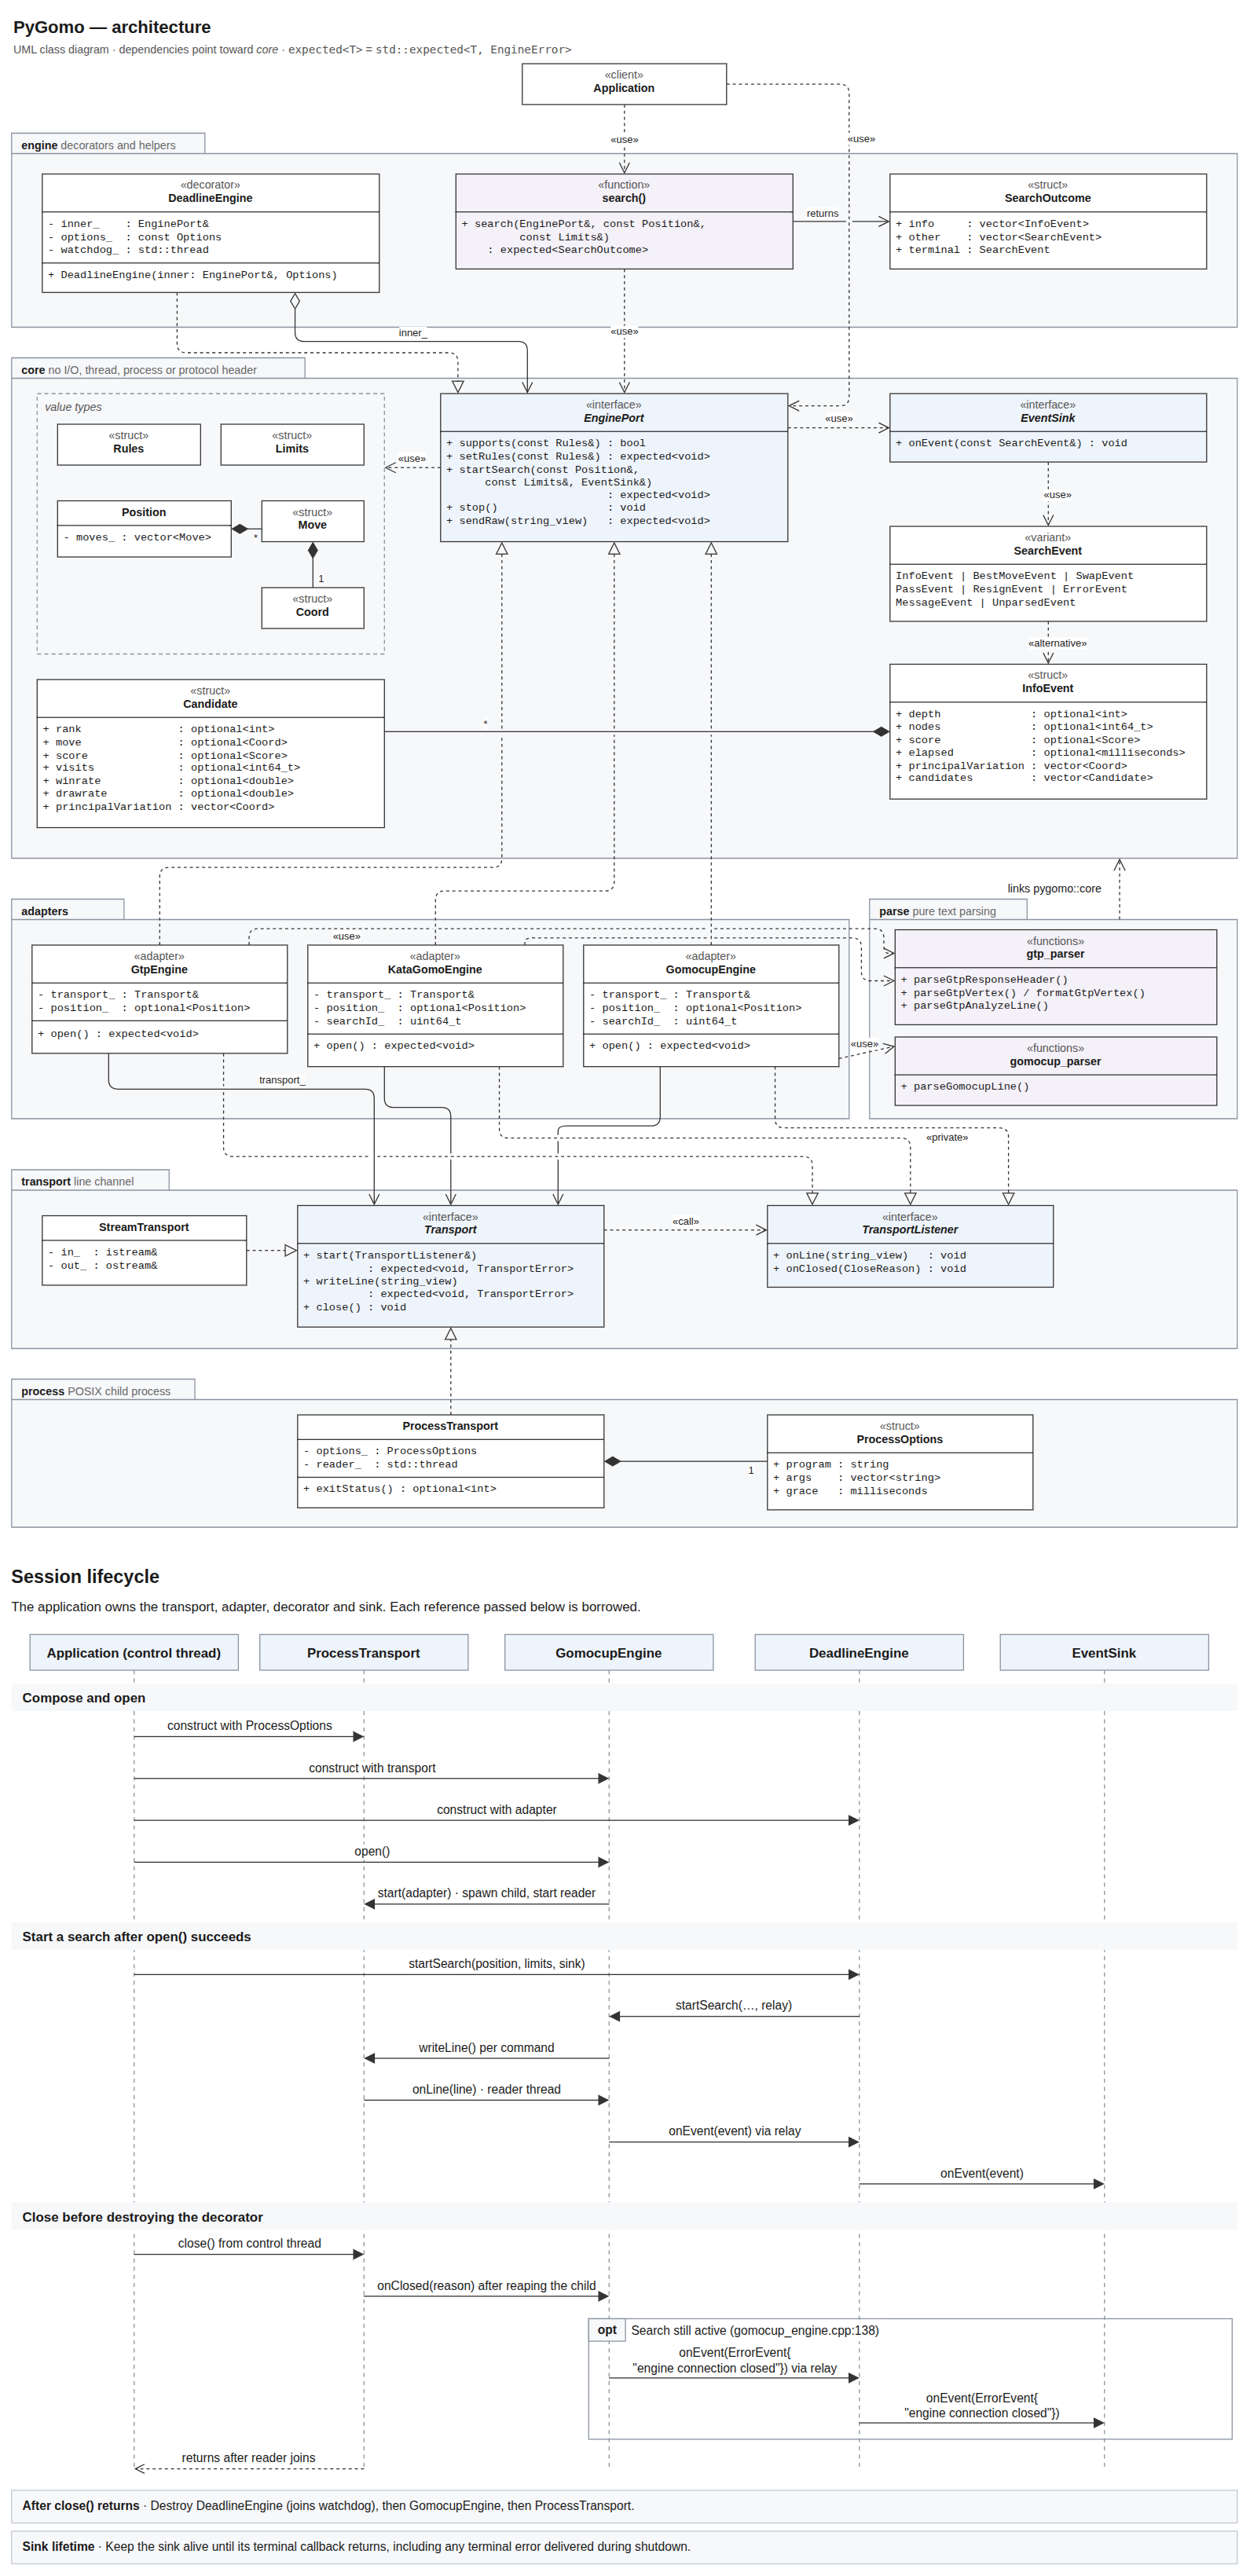 PyGomo — architecture
UML class diagram · dependencies point toward core · expected<T> = std::expected<T, EngineError>
«client»
Application
«use»
«use»
engine decorators and helpers
«decorator»
DeadlineEngine
- inner_    : EnginePort&
- options_  : const Options
- watchdog_ : std::thread
+ DeadlineEngine(inner: EnginePort&, Options)
«function»
search()
+ search(EnginePort&, const Position&,
const Limits&)
: expected<SearchOutcome>
returns
«struct»
SearchOutcome
+ info     : vector<InfoEvent>
+ other    : vector<SearchEvent>
+ terminal : SearchEvent
inner_
«use»
core no I/O, thread, process or protocol header
value types
«struct»
Rules
«struct»
Limits
Position
- moves_ : vector<Move>
*
«struct»
Move
1
«struct»
Coord
«use»
«interface»
EnginePort
+ supports(const Rules&) : bool
+ setRules(const Rules&) : expected<void>
+ startSearch(const Position&,
const Limits&, EventSink&)
: expected<void>
+ stop()                 : void
+ sendRaw(string_view)   : expected<void>
«use»
«interface»
EventSink
+ onEvent(const SearchEvent&) : void
«use»
«variant»
SearchEvent
InfoEvent | BestMoveEvent | SwapEvent
PassEvent | ResignEvent | ErrorEvent
MessageEvent | UnparsedEvent
«alternative»
«struct»
Candidate
+ rank               : optional<int>
+ move               : optional<Coord>
+ score              : optional<Score>
+ visits             : optional<int64_t>
+ winrate            : optional<double>
+ drawrate           : optional<double>
+ principalVariation : vector<Coord>
*
«struct»
InfoEvent
+ depth              : optional<int>
+ nodes              : optional<int64_t>
+ score              : optional<Score>
+ elapsed            : optional<milliseconds>
+ principalVariation : vector<Coord>
+ candidates         : vector<Candidate>
links pygomo::core
adapters
«use»
«adapter»
GtpEngine
- transport_ : Transport&
- position_  : optional<Position>
+ open() : expected<void>
«adapter»
KataGomoEngine
- transport_ : Transport&
- position_  : optional<Position>
- searchId_  : uint64_t
+ open() : expected<void>
«adapter»
GomocupEngine
- transport_ : Transport&
- position_  : optional<Position>
- searchId_  : uint64_t
+ open() : expected<void>
«use»
parse pure text parsing
«functions»
gtp_parser
+ parseGtpResponseHeader()
+ parseGtpVertex() / formatGtpVertex()
+ parseGtpAnalyzeLine()
«functions»
gomocup_parser
+ parseGomocupLine()
transport_
«private»
transport line channel
StreamTransport
- in_  : istream&
- out_ : ostream&
«interface»
Transport
+ start(TransportListener&)
: expected<void, TransportError>
+ writeLine(string_view)
: expected<void, TransportError>
+ close() : void
«call»
«interface»
TransportListener
+ onLine(string_view)   : void
+ onClosed(CloseReason) : void
process POSIX child process
ProcessTransport
- options_ : ProcessOptions
- reader_  : std::thread
+ exitStatus() : optional<int>
1
«struct»
ProcessOptions
+ program : string
+ args    : vector<string>
+ grace   : milliseconds
Session lifecycle
The application owns the transport, adapter, decorator and sink. Each reference passed below is borrowed.
Application (control thread)
ProcessTransport
GomocupEngine
DeadlineEngine
EventSink
Compose and open
construct with ProcessOptions
construct with transport
construct with adapter
open()
start(adapter) · spawn child, start reader
Start a search after open() succeeds
startSearch(position, limits, sink)
startSearch(…, relay)
writeLine() per command
onLine(line) · reader thread
onEvent(event) via relay
onEvent(event)
Close before destroying the decorator
close() from control thread
onClosed(reason) after reaping the child
opt Search still active (gomocup_engine.cpp:138)
onEvent(ErrorEvent{
"engine connection closed"}) via relay
onEvent(ErrorEvent{
"engine connection closed"})
returns after reader joins
After close() returns · Destroy DeadlineEngine (joins watchdog), then GomocupEngine, then ProcessTransport.
Sink lifetime · Keep the sink alive until its terminal callback returns, including any terminal error delivered during shutdown.